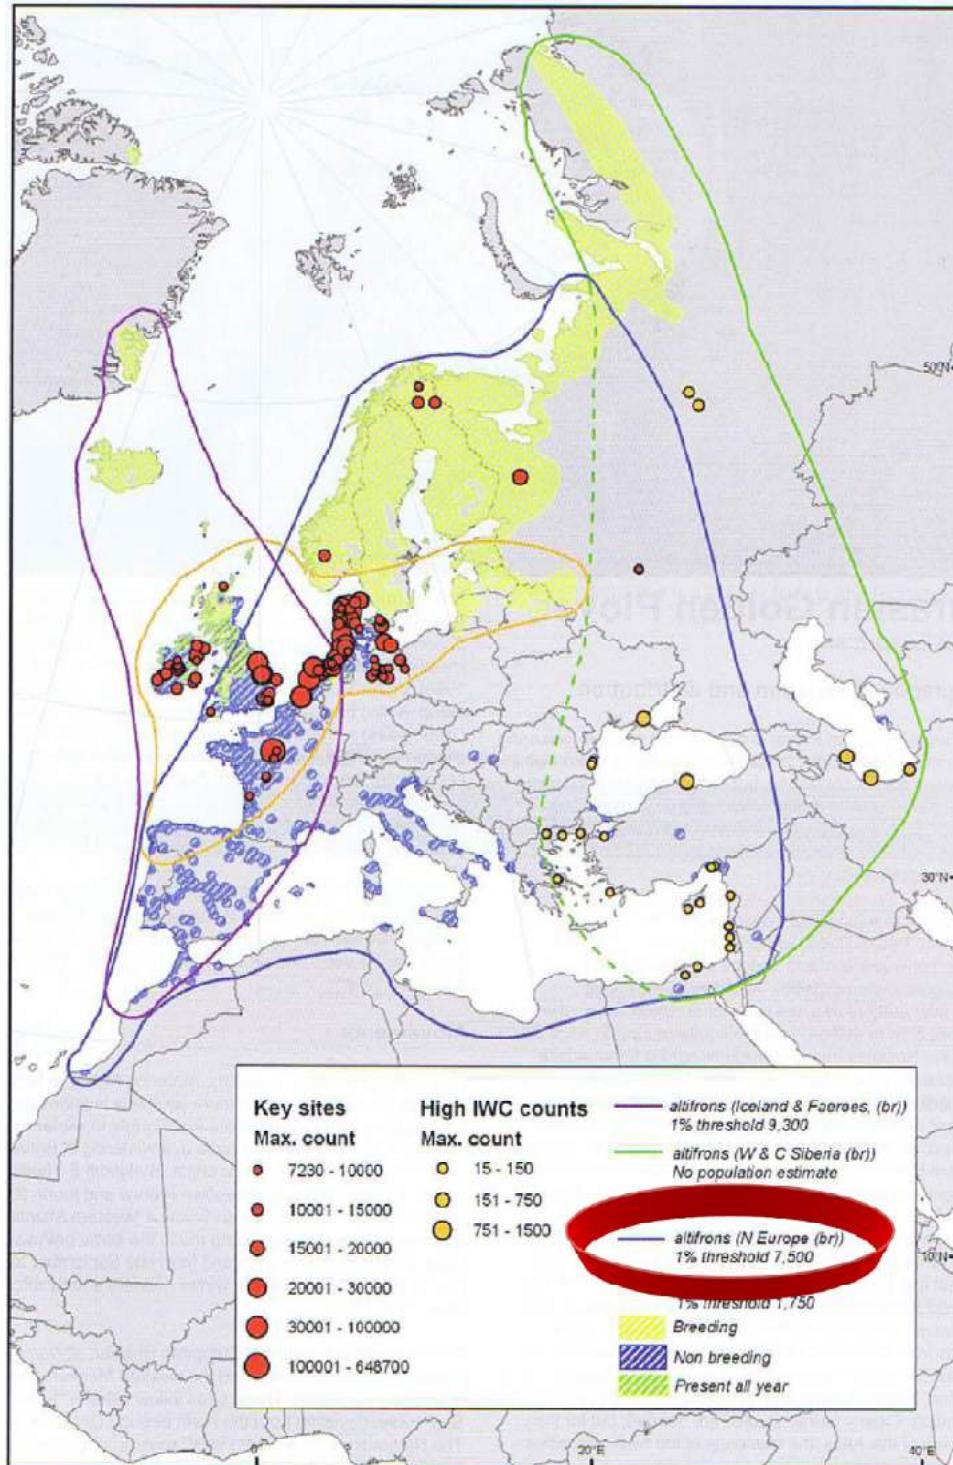 50°N
30°N
10°N
20°E
40°E
0
Key sites
Max. count
7230 - 10000
10001 - 15000
15001 - 20000
20001 - 30000
30001 - 100000
100001 - 648700
High IWC counts
Max. count
15 - 150
151 - 750
751 - 1500
altifrons (Iceland & Faeroes, (br))
1% threshold 9,300
altifrons (W & C Siberia (br))
No population estimate
altifrons (N Europe (br))
1% threshold 7,500
1% threshold 1,750
Breeding
Non breeding
Present all year